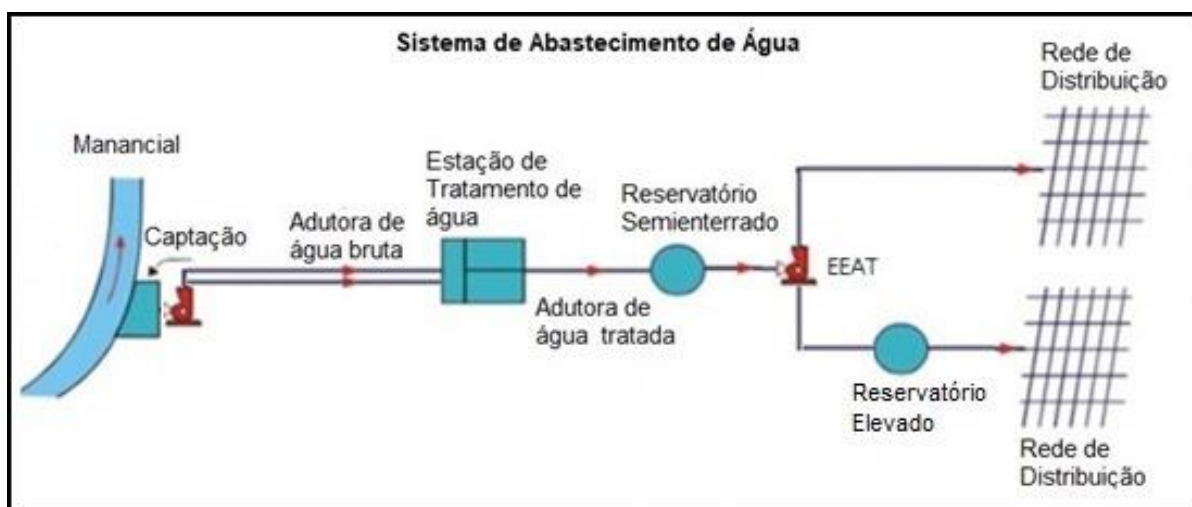 Sistema de Abastecimento de Água
Rede de
Distribuição
Manancial
Captação
Adutora de
água bruta
Estação de
Tratamento de
água
Adutora de
água tratada
Reservatório
Semienterrado
EEAT
Reservatório
Elevado
Rede de
Distribuição